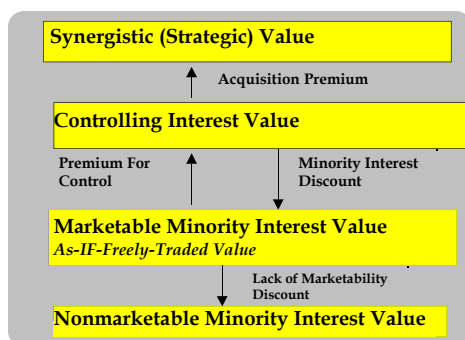 Synergistic (Strategic) Value
Acquisition Premium
Controlling Interest Value
Premium For
Control
Minority Interest
Discount
Marketable Minority Interest Value
As-IF-Freely-Traded Value
Lack of Marketability
Discount
Nonmarketable Minority Interest Value